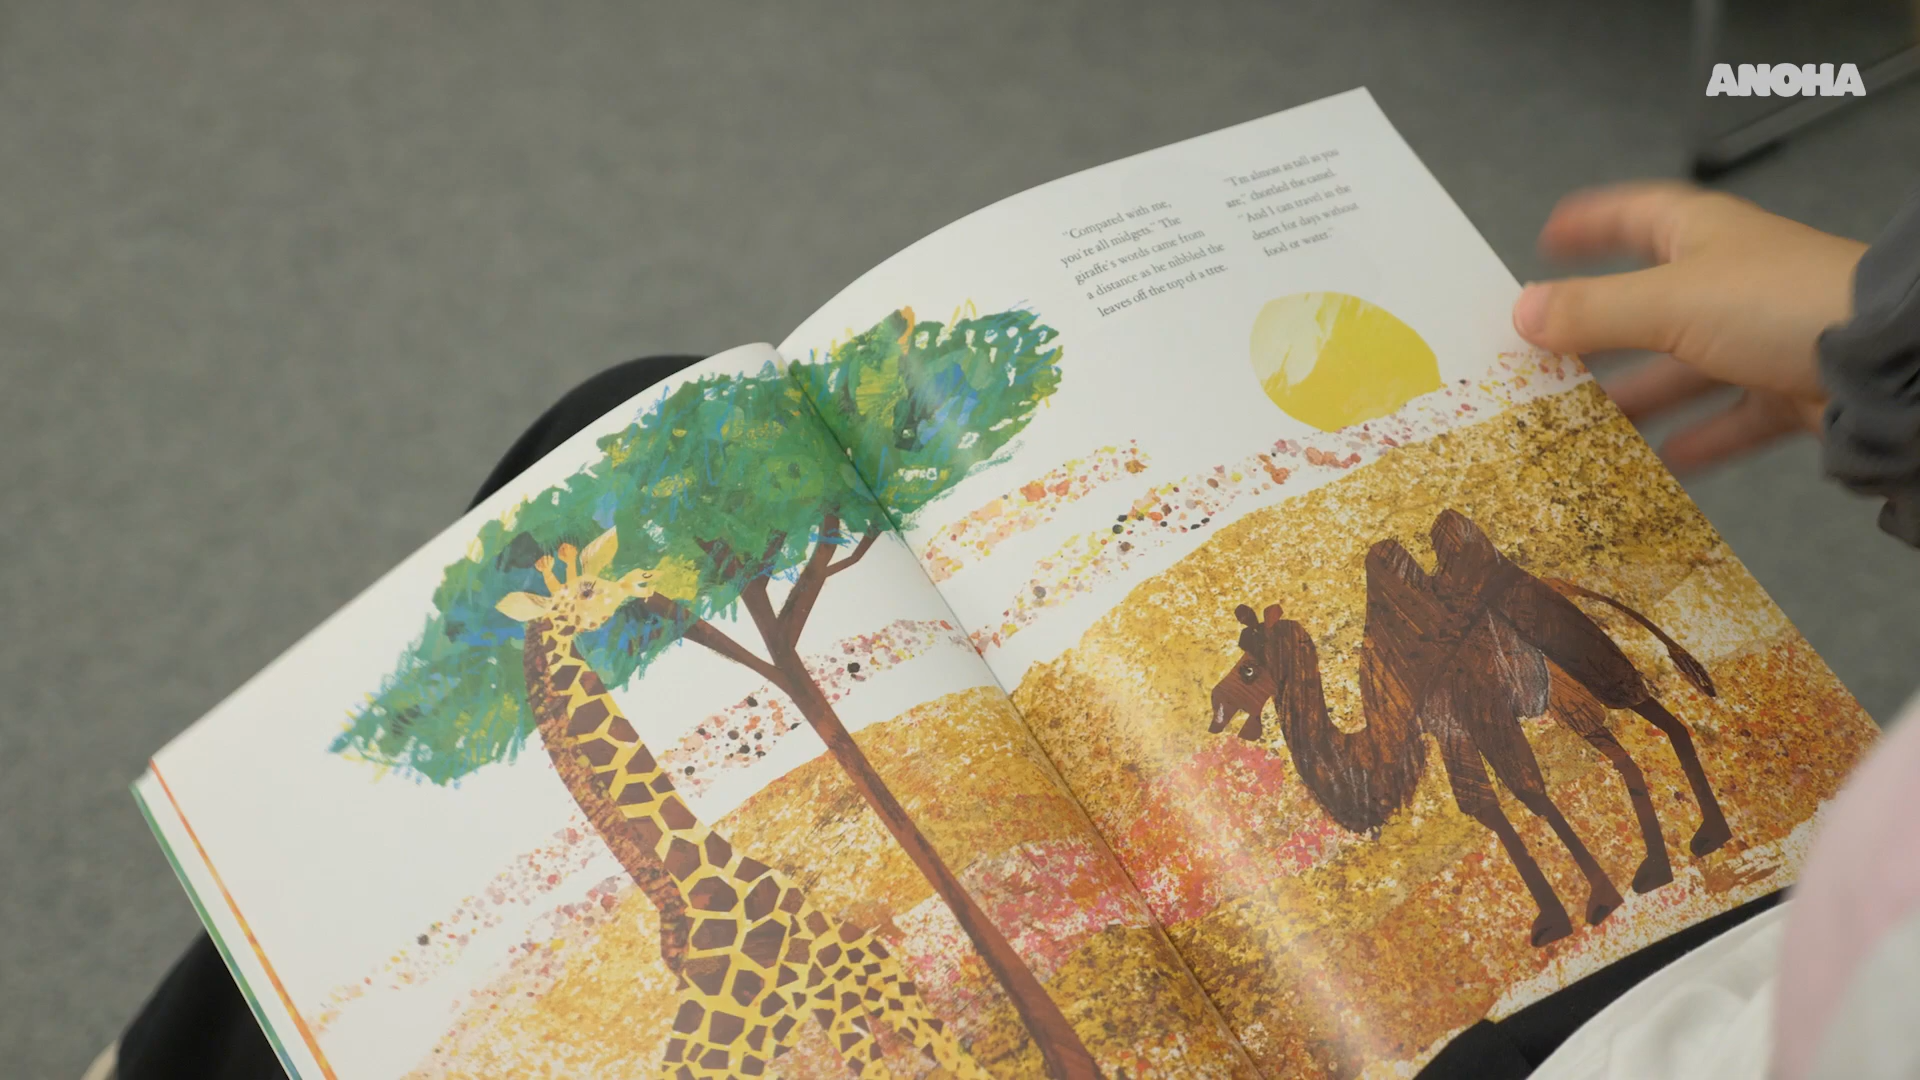 ANOHA
"Compared with me,
you're all midgets." The
giraffe's words came from
a distance as he nibbled the
leaves off the top of a tree.
"I'm almost as tall as you
are," chortled the camel.
"And I can travel in the
desert for days without
food or water."